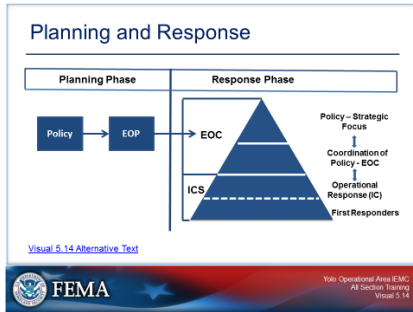 Planning and Response
Planning Phase
Response Phase
Policy
EOP
EOC
ICS
Policy – Strategic
Focus
Coordination of
Policy - EOC
Operational
Response (IC)
First Responders
Visual 5.14 Alternative Text
FEMA
Yolo Operational Area IEMC
All Section Training
Visual 5.14